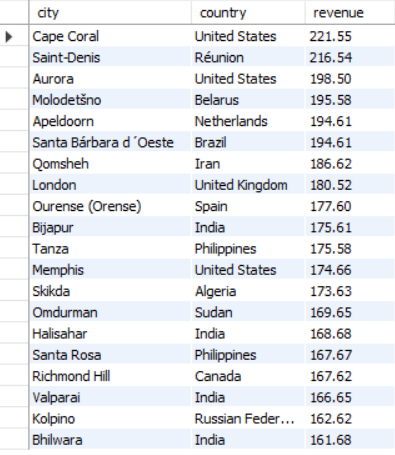 city country revenue
Cape Coral United States 221.55
Saint-Denis Réunion 216.54
Aurora United States 198.50
Molodetšno Belarus 195.58
Apeldoorn Netherlands 194.61
Santa Bárbara d´Oeste Brazil 194.61
Qomsheh Iran 186.62
London United Kingdom 180.52
Ourense (Orense) Spain 177.60
Bijapur India 175.61
Tanza Philippines 175.58
Memphis United States 174.66
Skikda Algeria 173.63
Omdurman Sudan 169.65
Halisahar India 168.68
Santa Rosa Philippines 167.67
Richmond Hill Canada 167.62
Valparai India 166.65
Kolpino Russian Feder... 162.62
Bhilwara India 161.68